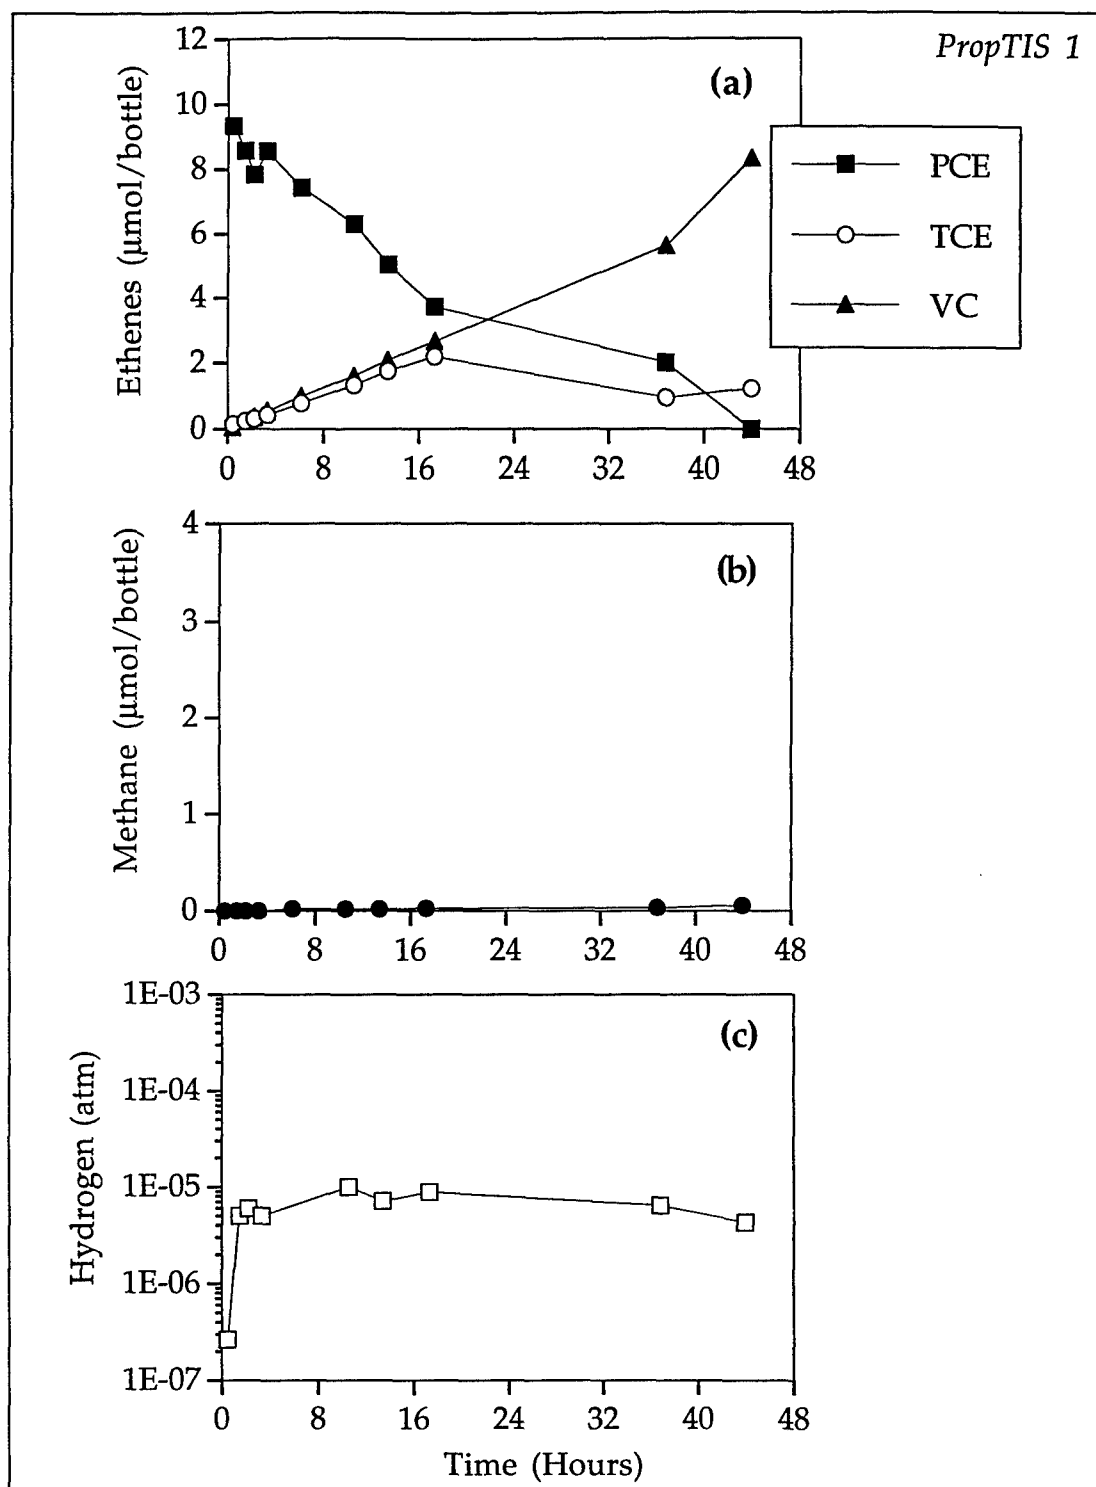 PropTIS 1
(a)
Ethenes (µmol/bottle)
12
10
8
6
4
2
0
0 8 16 24 32 40 48
PCE
TCE
VC
(b)
Methane (µmol/bottle)
4
3
2
1
0
0 8 16 24 32 40 48
(c)
Hydrogen (atm)
1E-03
1E-04
1E-05
1E-06
1E-07
0 8 16 24 32 40 48
Time (Hours)